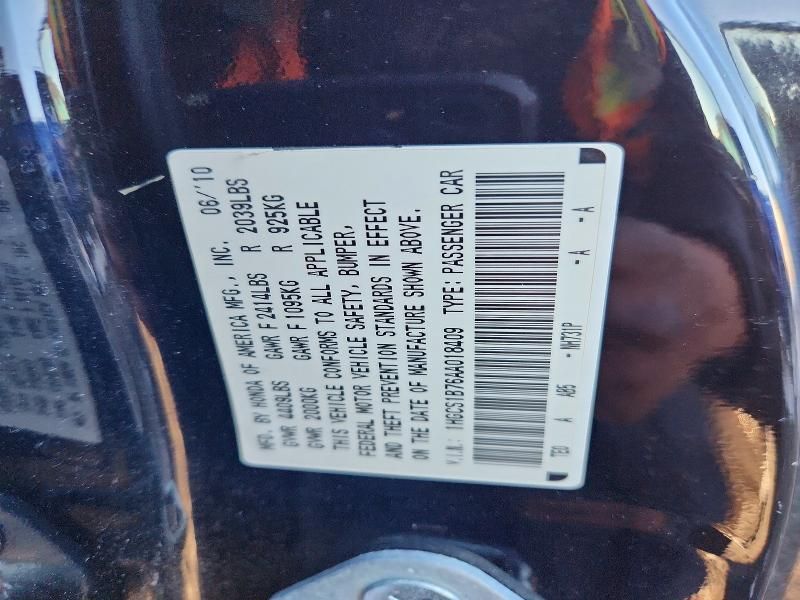 MFG. BY HONDA OF AMERICA MFG., INC. 06/'10
GVWR 4409LBS GAWR F 2414LBS R 2039LBS
GVWR 2000KG GAWR F 1095KG R 925KG
THIS VEHICLE CONFORMS TO ALL APPLICABLE
FEDERAL MOTOR VEHICLE SAFETY, BUMPER,
AND THEFT PREVENTION STANDARDS IN EFFECT
ON THE DATE OF MANUFACTURE SHOWN ABOVE.
V.I.N.: 1HGCS1B76AA018409 TYPE: PASSENGER CAR
TE0 A AB5 - NH731P - A - A